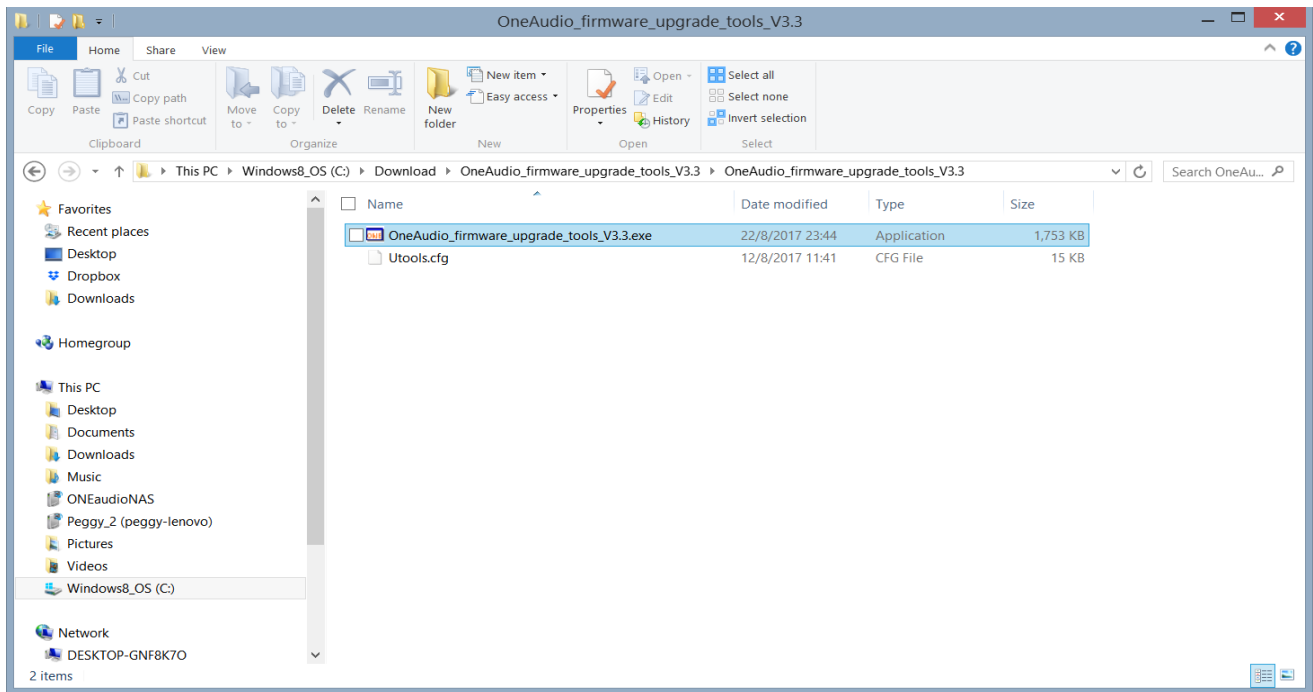 OneAudio_firmware_upgrade_tools_V3.3
File Home Share View
Copy
Paste
Cut
Copy path
Paste shortcut
Clipboard
Move to
Copy to
Delete
Rename
Organize
New folder
New item
Easy access
New
Properties
Open
Edit
History
Open
Select all
Select none
Invert selection
Select
This PC Windows8_OS (C:) Download OneAudio_firmware_upgrade_tools_V3.3 OneAudio_firmware_upgrade_tools_V3.3
Search OneAu...
Favorites
Recent places
Desktop
Dropbox
Downloads
Homegroup
This PC
Desktop
Documents
Downloads
Music
ONEaudioNAS
Peggy_2 (peggy-lenovo)
Pictures
Videos
Windows8_OS (C:)
Network
DESKTOP-GNF8K7O
Name Date modified Type Size
OneAudio_firmware_upgrade_tools_V3.3.exe 22/8/2017 23:44 Application 1,753 KB
Utools.cfg 12/8/2017 11:41 CFG File 15 KB
2 items